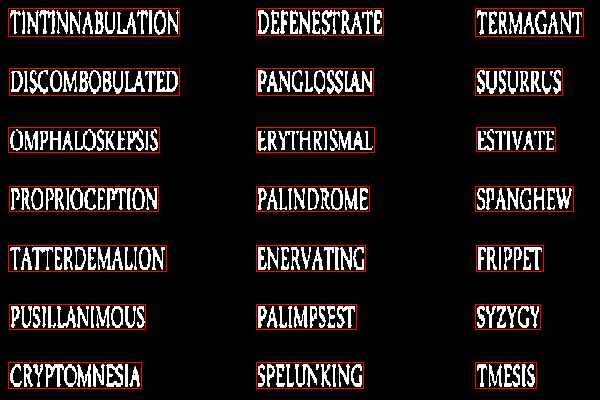 TINTINNABULATION DEFENESTRATE TERMAGANT
DISCOMBOBULATED PANGLOSSIAN SUSURRUS
OMPHALOSKEPSIS ERYTHRISMAL ESTIVATE
PROPRIOCEPTION PALINDROME SPANGHEW
TATTERDEMALION ENERVATING FRIPPET
PUSILLANIMOUS PALIMPSEST SYZYGY
CRYPTOMNESIA SPELUNKING TMESIS